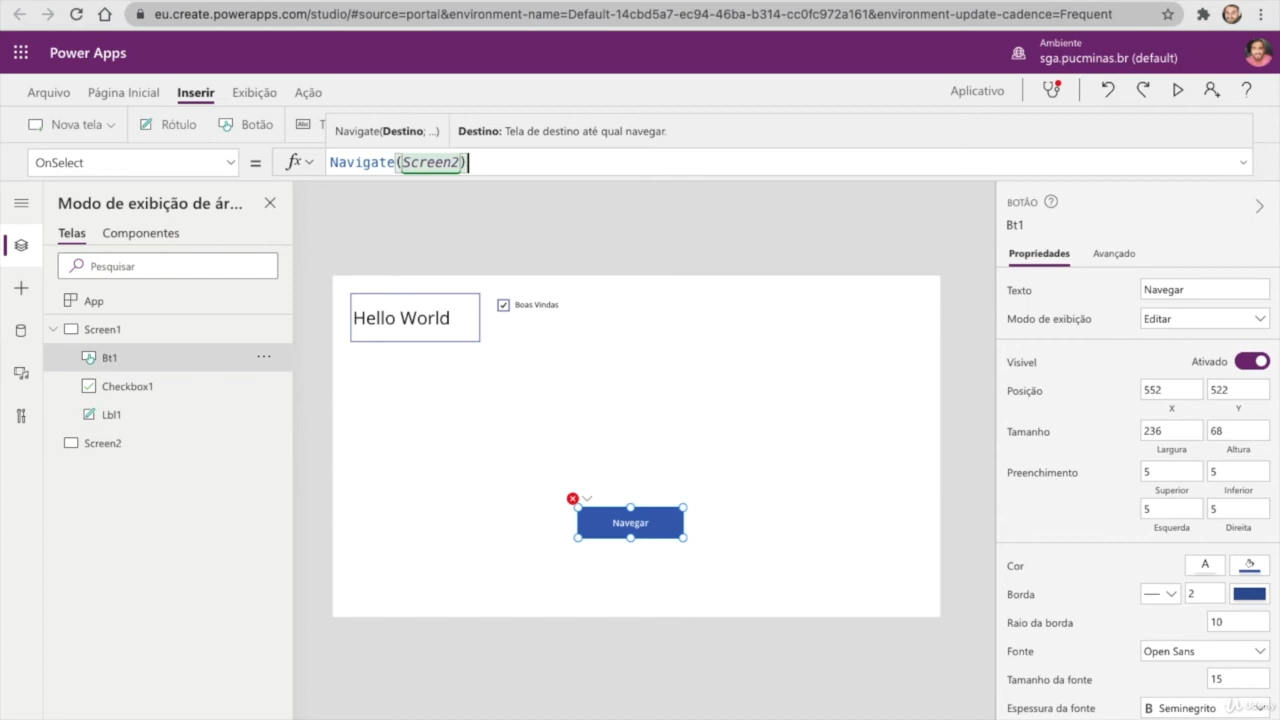 eu.create.powerapps.com/studio/#source=portal&environment-name=Default-14cbd5a7-ec94-46ba-b314-cc0fc972a161&environment-update-cadence=Frequent
Power Apps
Ambiente
sga.pucminas.br (default)
Arquivo Página Inicial Inserir Exibição Ação Aplicativo
Nova tela Rótulo Botão Abc T
Navigate(Destino; ...) Destino: Tela de destino até qual navegar.
OnSelect = fx Navigate(Screen2)
Modo de exibição de ár...
Telas Componentes
Pesquisar
App
Screen1
Bt1 ...
Checkbox1
Lbl1
Screen2
Hello World
Boas Vindas
Navegar
BOTÃO
Bt1
Propriedades Avançado
Texto Navegar
Modo de exibição Editar
Visivel Ativado
Posição 552 522
X Y
Tamanho 236 68
Largura Altura
Preenchimento 5 5
Superior Inferior
5 5
Esquerda Direita
Cor A
Borda 2
Raio da borda 10
Fonte Open Sans
Tamanho da fonte 15
Espessura da fonte B Seminegrito
Udemy